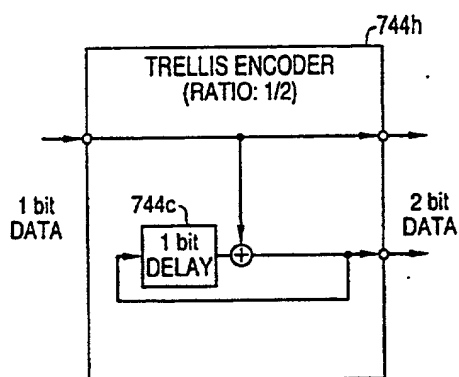 744h
TRELLIS ENCODER
(RATIO: 1/2)
1 bit
DATA
744c
1 bit
DELAY
2 bit
DATA